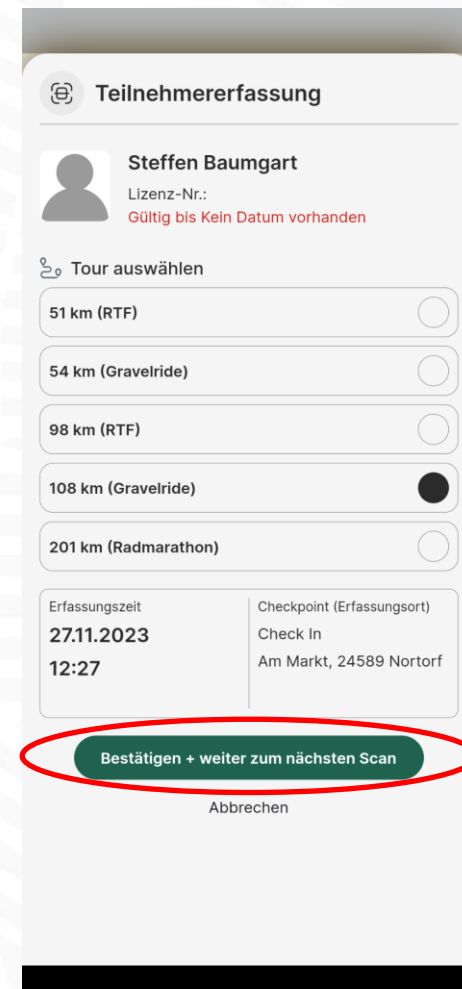 Teilnehmererfassung
Steffen Baumgart
Lizenz-Nr.:
Gültig bis Kein Datum vorhanden
Tour auswählen
51 km (RTF)
54 km (Gravelride)
98 km (RTF)
108 km (Gravelride)
201 km (Radmarathon)
Erfassungszeit
27.11.2023
12:27
Checkpoint (Erfassungsort)
Check In
Am Markt, 24589 Nortorf
Bestätigen + weiter zum nächsten Scan
Abbrechen